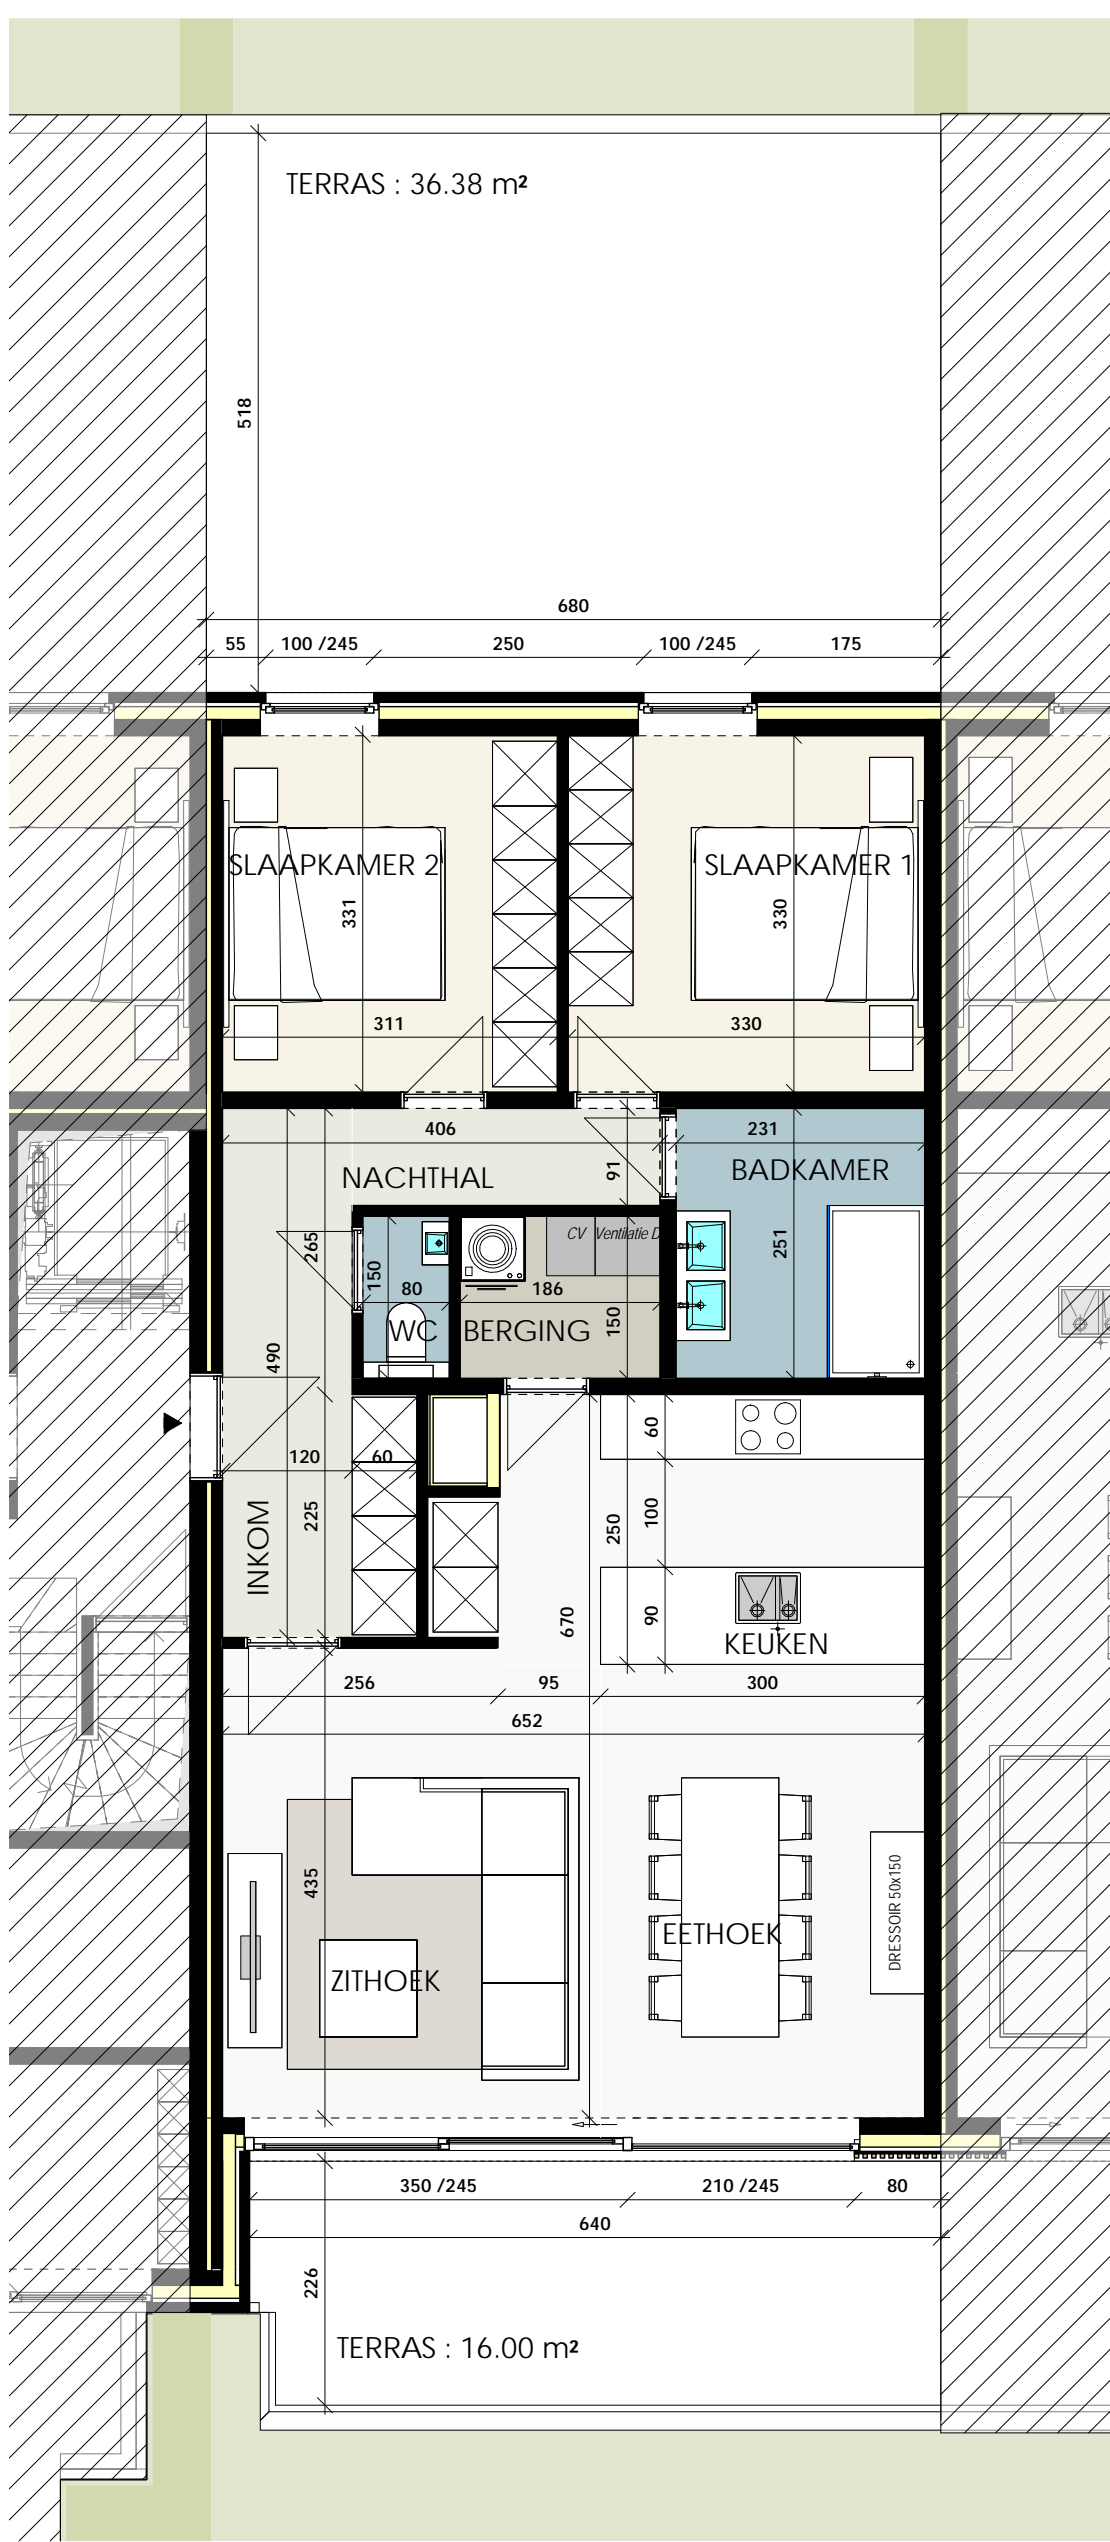 TERRAS : 36.38 m²
518
680
55
100 /245
250
100 /245
175
SLAAPKAMER 2
SLAAPKAMER 1
331
330
311
330
406
231
NACHTHAL
91
BADKAMER
265
150
CV
Ventilatie D
251
80
186
WC
BERGING
150
490
120
60
60
INKOM
225
250
100
670
90
KEUKEN
256
95
300
652
435
EETHOEK
DRESSOIR 50x150
ZITHOEK
350 /245
210 /245
80
640
226
TERRAS : 16.00 m²